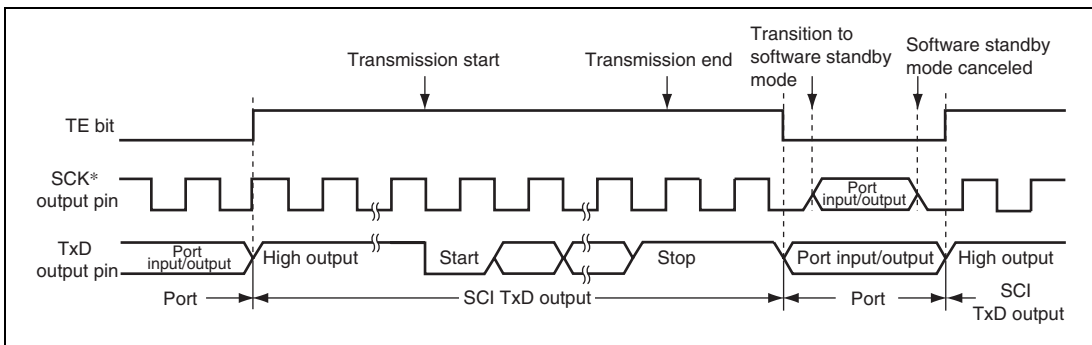 Transition to
software standby
mode
Software standby
mode canceled
Transmission start
Transmission end
TE bit
SCK*
output pin
Port
input/output
TxD
output pin
Port
input/output
High output
Start
Stop
Port input/output
High output
Port
SCI TxD output
Port
SCI
TxD output